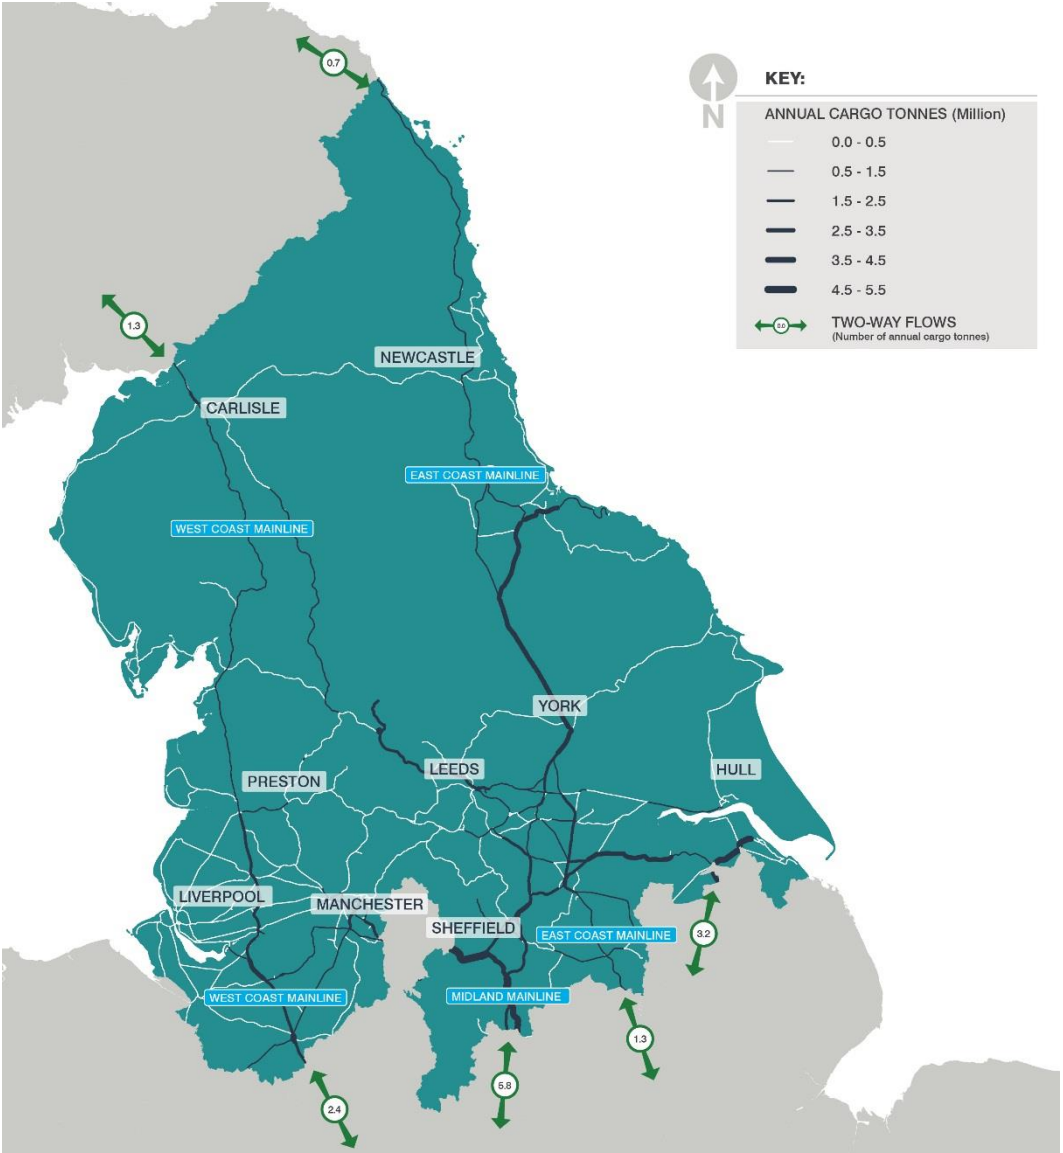 0.7
N
KEY:
ANNUAL CARGO TONNES (Million)
0.0 - 0.5
0.5 - 1.5
1.5 - 2.5
2.5 - 3.5
3.5 - 4.5
4.5 - 5.5
TWO-WAY FLOWS
(Number of annual cargo tonnes)
1.3
NEWCASTLE
CARLISLE
EAST COAST MAINLINE
WEST COAST MAINLINE
YORK
LEEDS
HULL
PRESTON
LIVERPOOL
MANCHESTER
SHEFFIELD
EAST COAST MAINLINE
3.2
WEST COAST MAINLINE
MIDLAND MAINLINE
1.3
5.8
2.4